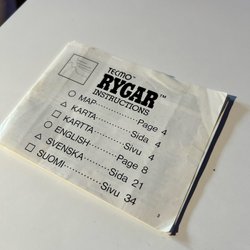 TECMO®
RYGAR™
INSTRUCTIONS
○ MAP Page 4
△ KARTA Sida 4
□ KARTTA Sivu 4
○ ENGLISH Page 8
△ SVENSKA Sida 21
□ SUOMI Sivu 34